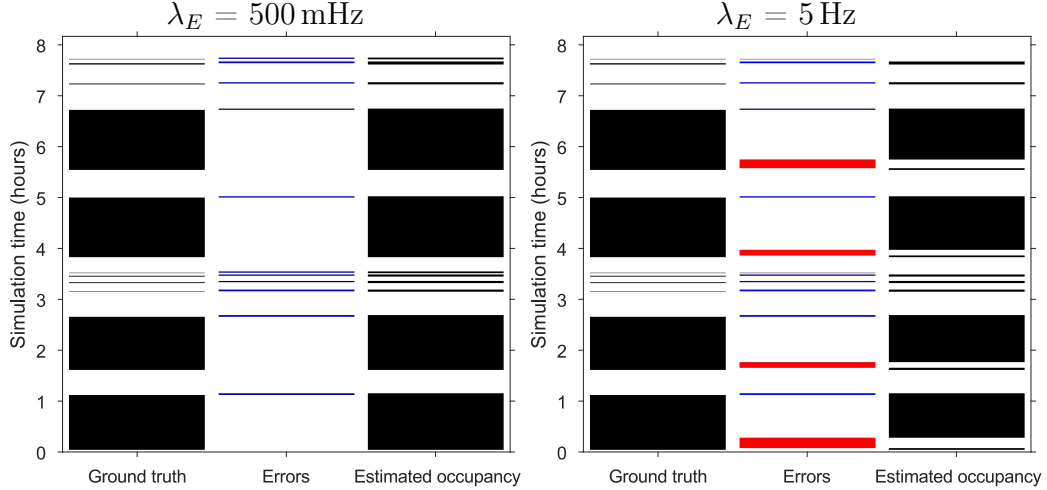 λ_E = 500 mHz
Simulation time (hours)
8
7
6
5
4
3
2
1
0
Ground truth
Errors
Estimated occupancy
λ_E = 5 Hz
Simulation time (hours)
8
7
6
5
4
3
2
1
0
Ground truth
Errors
Estimated occupancy